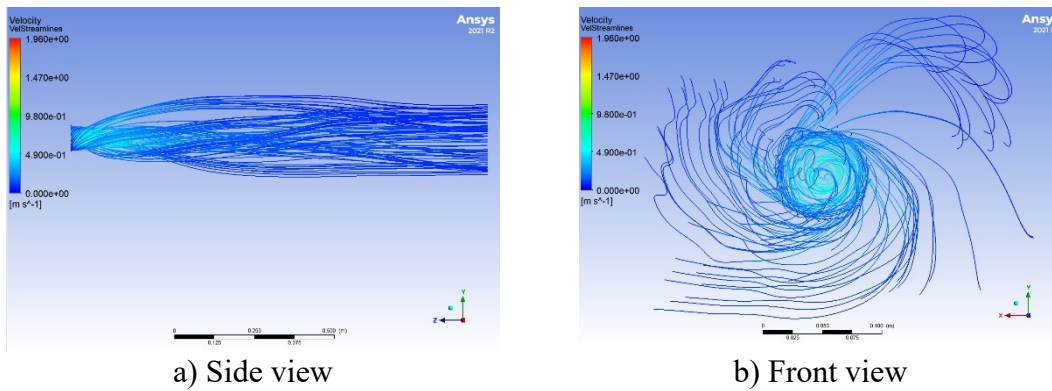 Velocity
VelStreamlines
1.960e+00
1.470e+00
9.800e-01
4.900e-01
0.000e+00
[m s^-1]
Ansys
2021 R2
Y
Z
0
0.250
0.500
(m)
0.125
0.375
a) Side view
Velocity
VelStreamlines
1.960e+00
1.470e+00
9.800e-01
4.900e-01
0.000e+00
[m s^-1]
Ansy
2021 R
Y
X
0
0.050
0.100
(m)
0.025
0.075
b) Front view